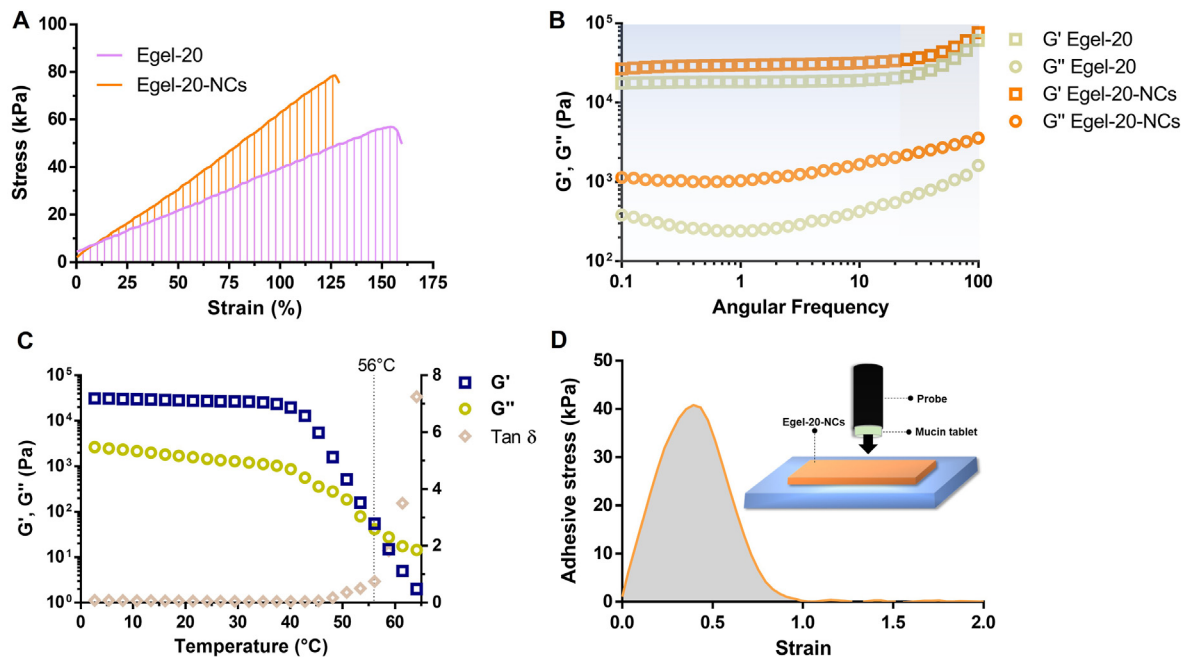 A
Stress (kPa)
100
80
60
40
20
0
0 25 50 75 100 125 150 175
Strain (%)
Egel-20
Egel-20-NCs
B
G', G'' (Pa)
10⁵
10⁴
10³
10²
0.1 1 10 100
Angular Frequency
G' Egel-20
G'' Egel-20
G' Egel-20-NCs
G'' Egel-20-NCs
C
56°C
G', G'' (Pa)
10⁵
10⁴
10³
10²
10¹
10⁰
8
7
6
5
4
3
2
1
0
0 10 20 30 40 50 60
Temperature (°C)
G'
G''
Tan δ
D
Adhesive stress (kPa)
50
40
30
20
10
0
0.0 0.5 1.0 1.5 2.0
Strain
Egel-20-NCs
Probe
Mucin tablet